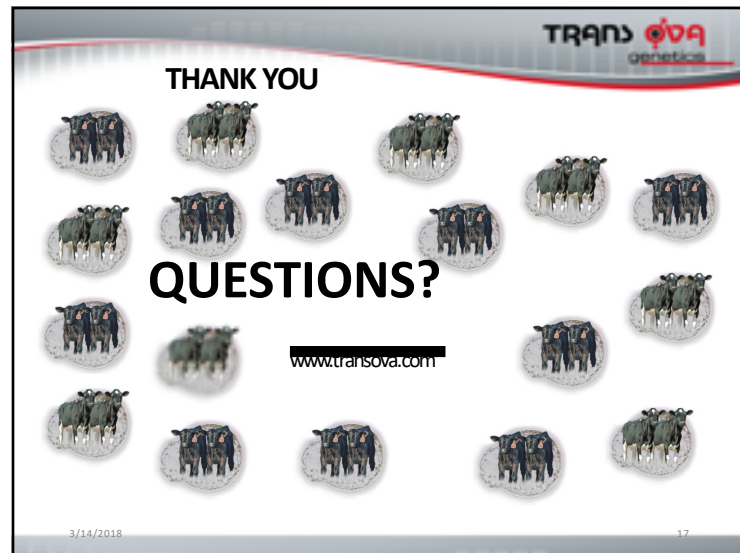 TRANS OVA
genetics
THANK YOU
QUESTIONS?
www.transova.com
3/14/2018
17